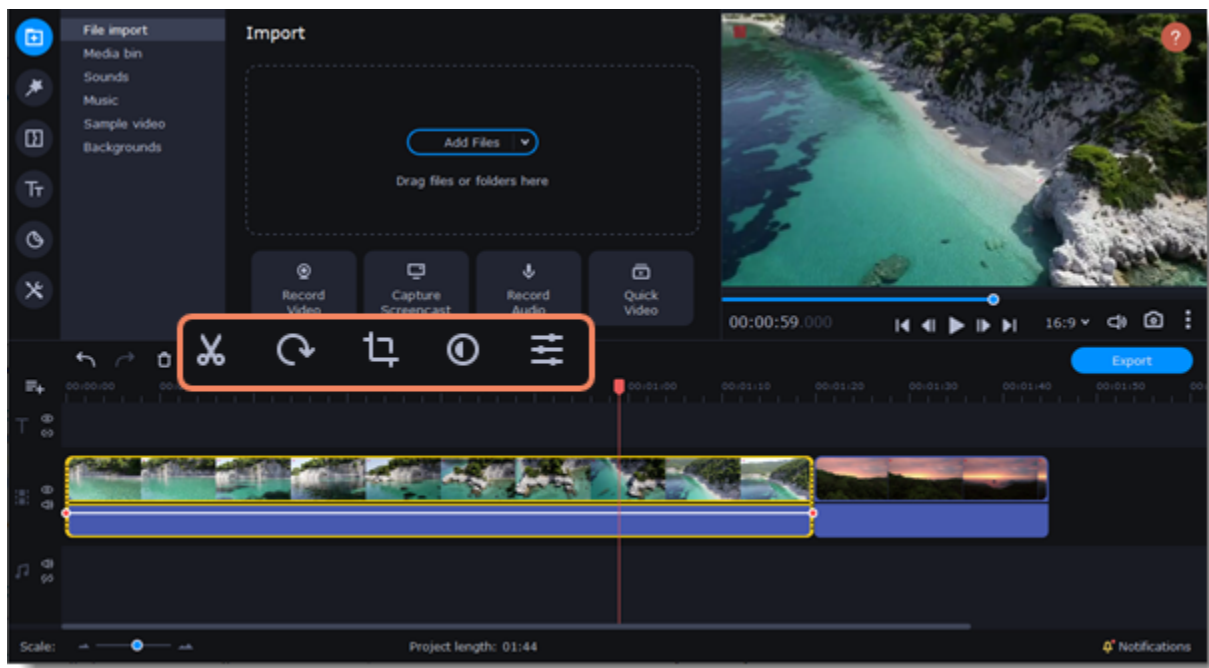 File import
Media bin
Sounds
Music
Sample video
Backgrounds
Import
Add Files
Drag files or folders here
Record
Video
Capture
Screencast
Record
Audio
Quick
Video
?
00:00:59.000
16:9
Export
00:00:00
00:01:00
00:01:10
00:01:20
00:01:30
00:01:40
00:01:50
T
Scale:
Project length: 01:44
Notifications